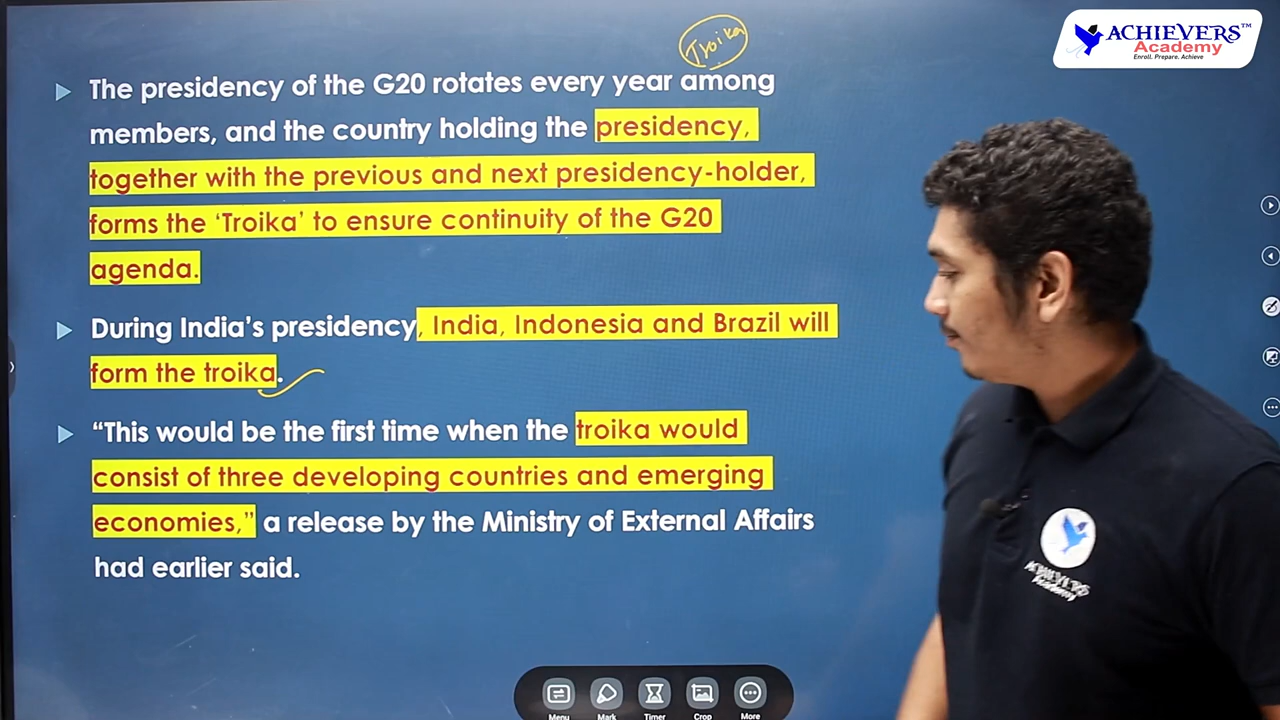 Troika
ACHIEVERS™
Academy
Enroll. Prepare. Achieve
The presidency of the G20 rotates every year among
members, and the country holding the presidency,
together with the previous and next presidency-holder,
forms the ‘Troika’ to ensure continuity of the G20
agenda.
During India’s presidency, India, Indonesia and Brazil will
form the troika.
“This would be the first time when the troika would
consist of three developing countries and emerging
economies,” a release by the Ministry of External Affairs
had earlier said.
ACHIEVERS
Academy
Menu Mark Timer Crop More